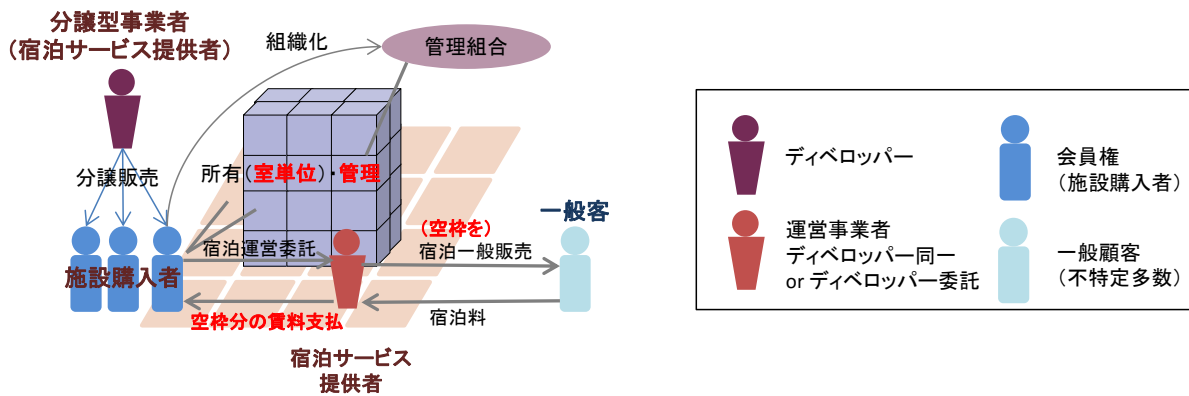 分譲型事業者
（宿泊サービス提供者）
組織化
管理組合
分譲販売
所有（室単位）・管理
一般客
（空枠を）
宿泊運営委託
宿泊一般販売
施設購入者
空枠分の賃料支払
宿泊料
宿泊サービス
提供者
ディベロッパー
会員権
（施設購入者）
運営事業者
ディベロッパー同一
or ディベロッパー委託
一般顧客
（不特定多数）